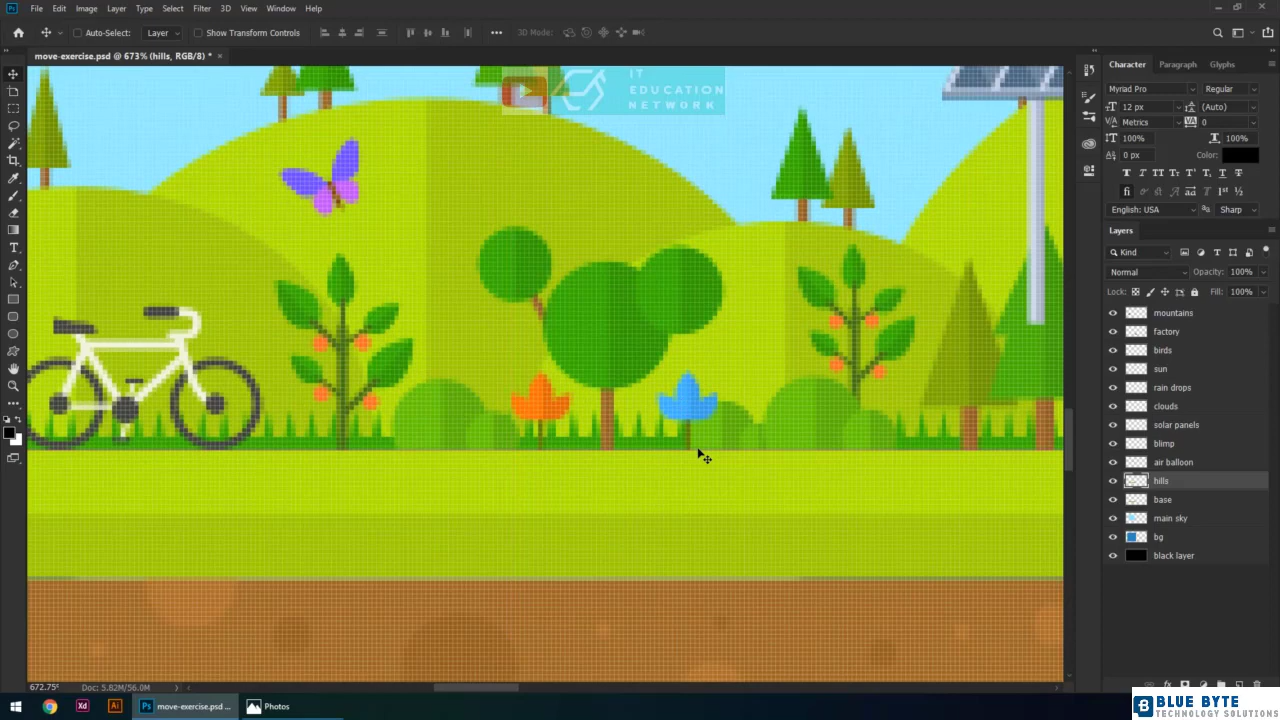 Ps File Edit Image Layer Type Select Filter 3D View Window Help
Auto-Select: Layer Show Transform Controls 3D Mode:
move-exercise.psd @ 673% (hills, RGB/8) * ×
IT
EDUCATION
NETWORK
Character Paragraph Glyphs
Myriad Pro Regular
12 px (Auto)
Metrics 0
100% 100%
0 px Color:
English: USA Sharp
Layers
Kind
Normal Opacity: 100%
Lock: Fill: 100%
mountains
factory
birds
sun
rain drops
clouds
solar panels
blimp
air balloon
hills
base
main sky
bg
black layer
Doc: 5.82M/56.0M
Xd Ai Ps move-exercise.psd ... Photos
BLUE BYTE
TECHNOLOGY SOLUTIONS